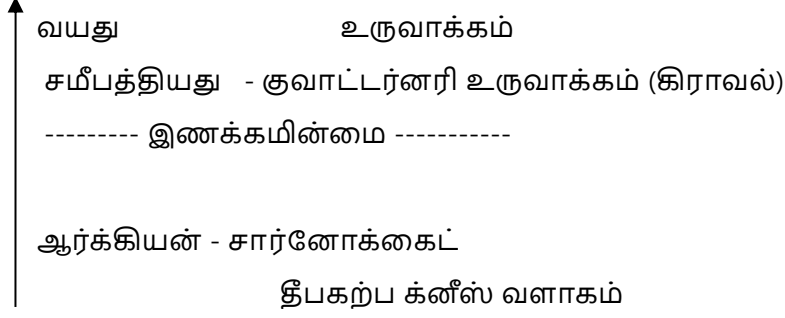 வயது உருவாக்கம்
சமீபத்தியது - குவாட்டர்னரி உருவாக்கம் (கிராவல்)
--------- இணக்கமின்மை -----------
ஆர்க்கியன் - சார்னோக்கைட்
தீபகற்ப க்னீஸ் வளாகம்